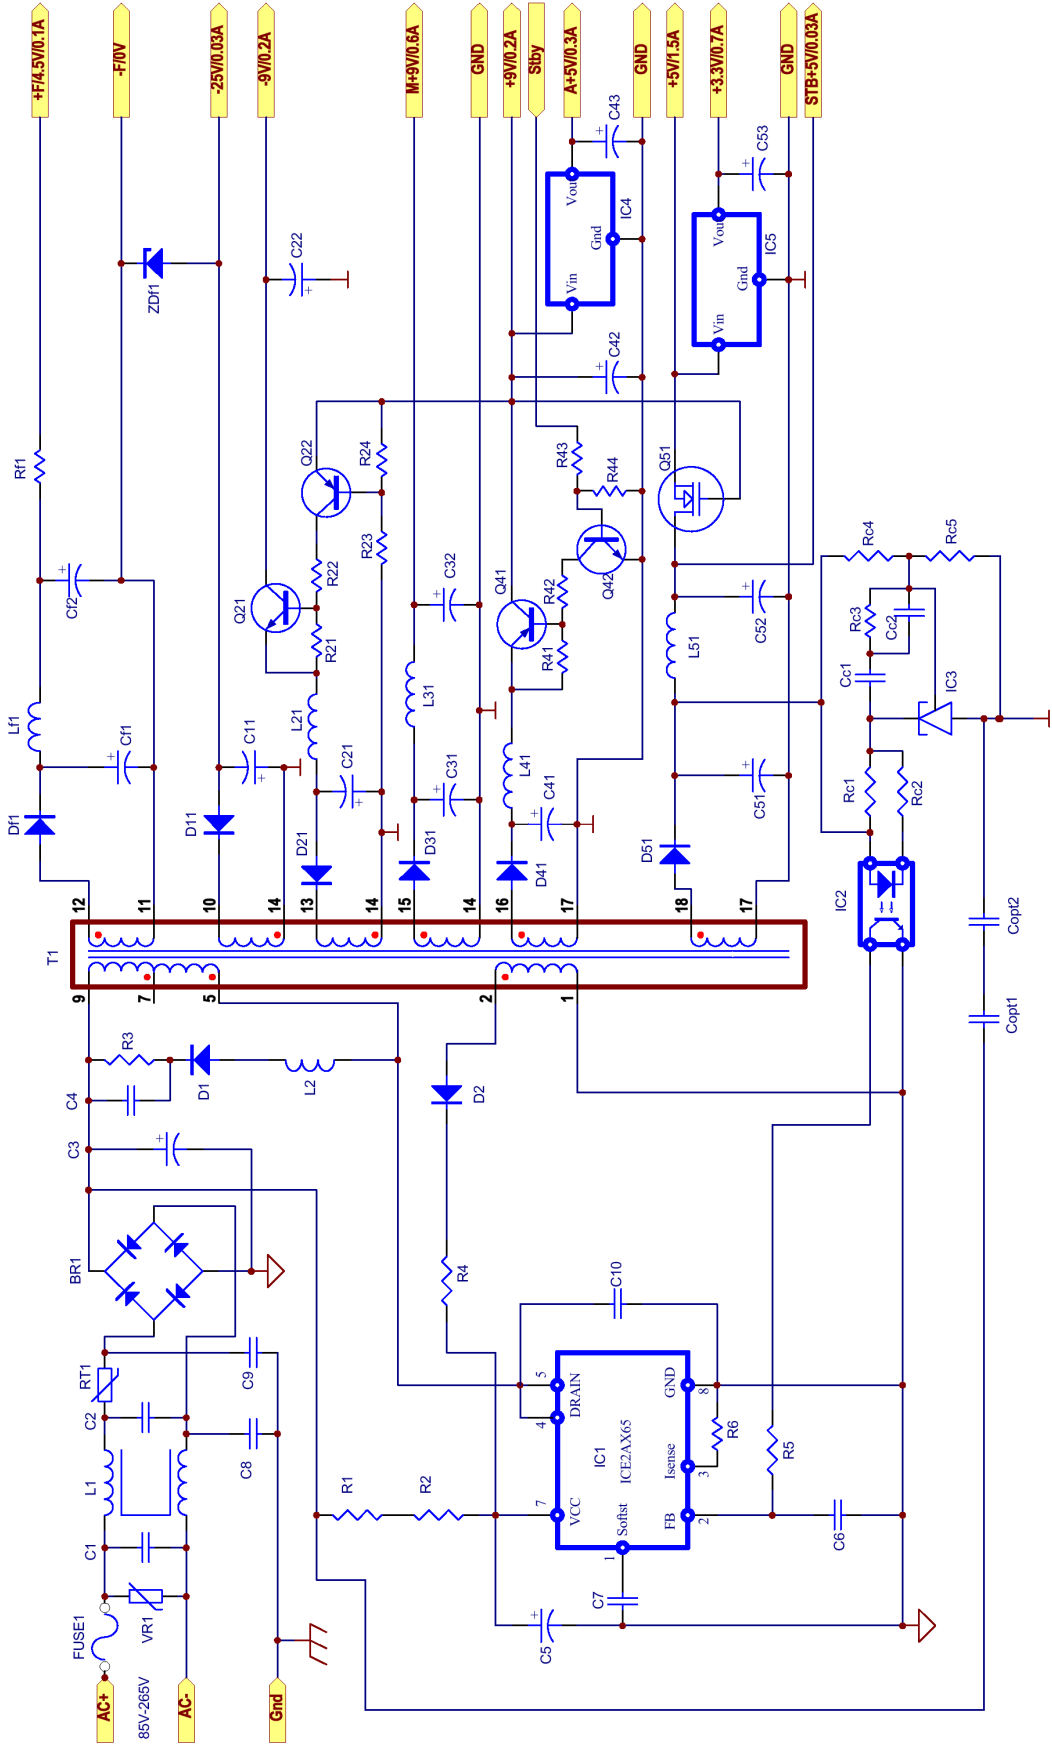 AC+
AC-
Gnd
85V-265V
FUSE1
VR1
C1
L1
C2
RT1
C8
C9
BR1
C3
C4
R3
D1
L2
R1
R2
R4
D2
C10
C5
C7
C6
R5
R6
IC1
ICE2AX65
VCC
7
DRAIN
4
5
Softst
1
FB
2
Isense
3
GND
8
T1
9
7
5
2
1
12
11
10
14
13
14
15
14
16
17
18
17
Df1
Cf1
Lf1
Cf2
Rf1
D11
C11
ZDf1
D21
C21
L21
R21
R22
Q21
Q22
R23
R24
C22
D31
C31
L31
C32
D41
C41
L41
R41
R42
Q41
Q42
R43
R44
C42
IC4
Vin
Gnd
Vout
C43
D51
C51
L51
C52
Q51
IC5
Vin
Gnd
Vou
C53
IC2
Rc1
Rc2
Cc1
Rc3
Cc2
IC3
Rc4
Rc5
Copt1
Copt2
+F/4.5V/0.1A
-F/0V
-25V/0.03A
-9V/0.2A
M+9V/0.6A
GND
+9V/0.2A
Stby
A+5V/0.3A
GND
+5V/1.5A
+3.3V/0.7A
GND
STB+5V/0.03A